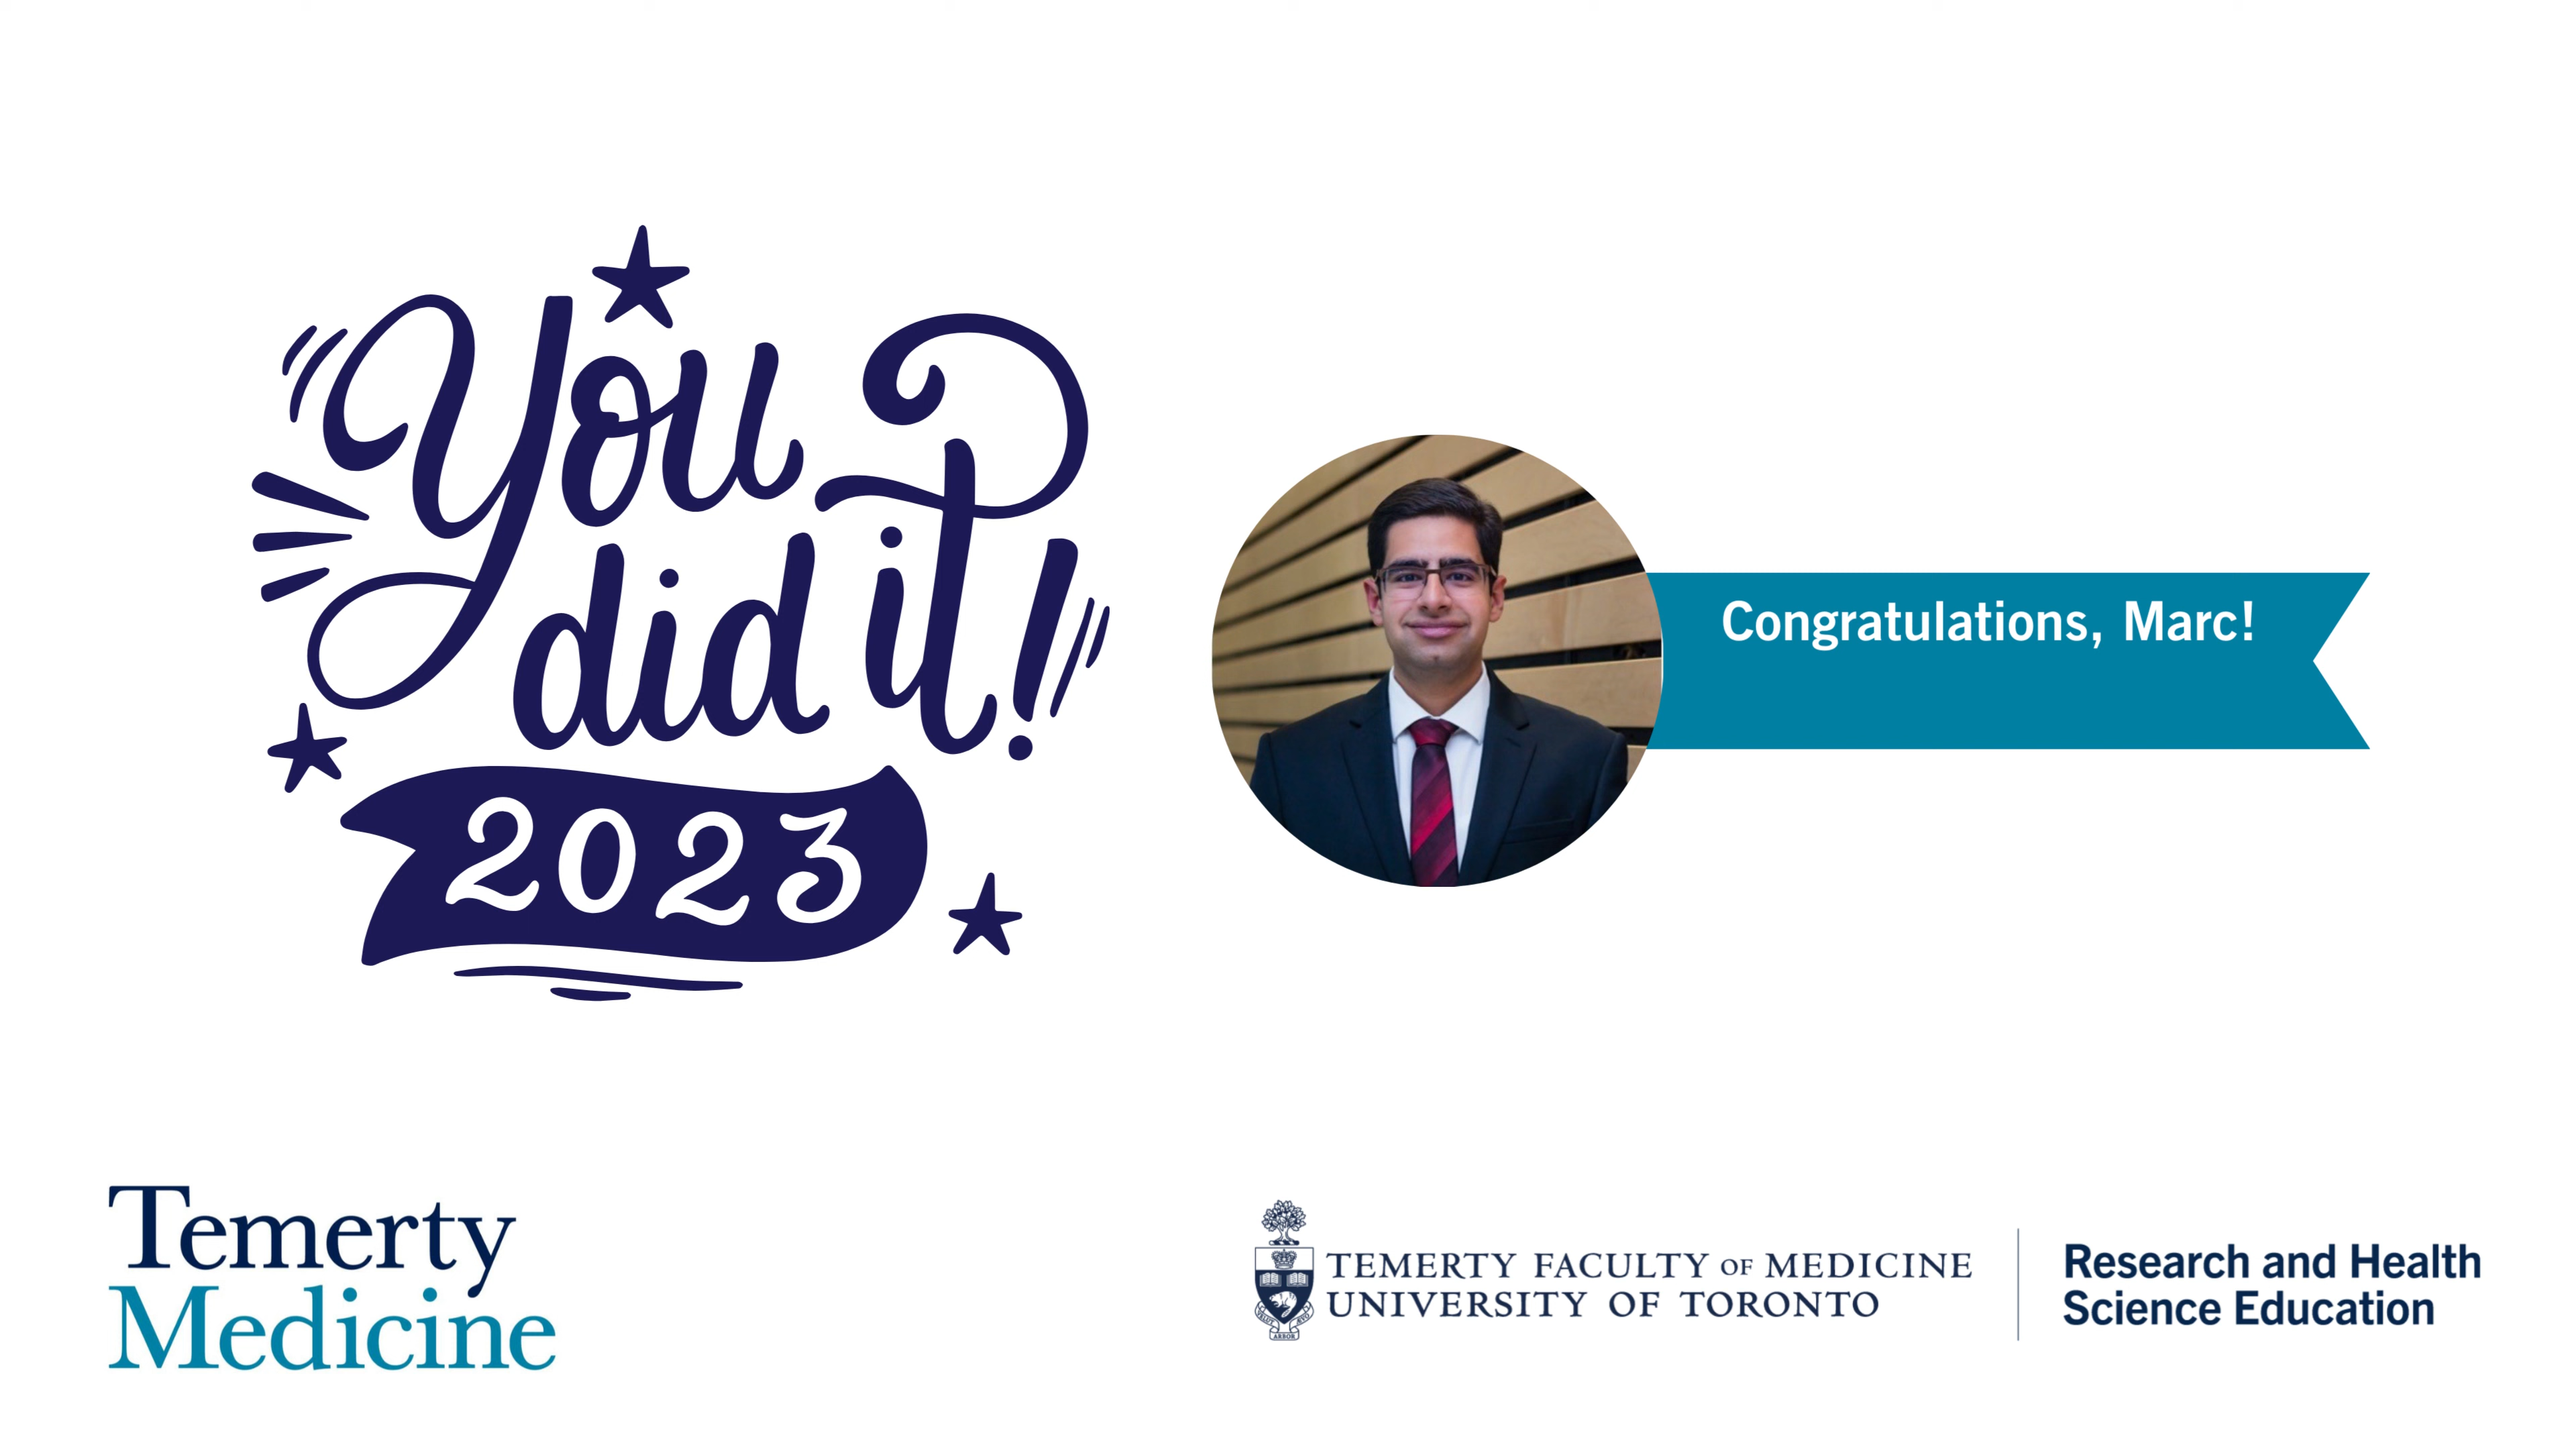 You
did it!
2023
Congratulations, Marc!
Temerty
Medicine
TEMERTY FACULTY OF MEDICINE
UNIVERSITY OF TORONTO
Research and Health
Science Education